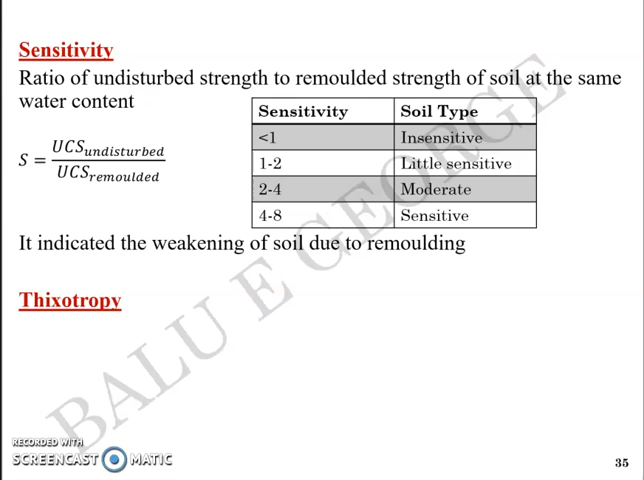 Sensitivity
Ratio of undisturbed strength to remoulded strength of soil at the same
water content
Sensitivity Soil Type
<1 Insensitive
1-2 Little sensitive
2-4 Moderate
4-8 Sensitive
S = UCS_undisturbed / UCS_remoulded
It indicated the weakening of soil due to remoulding
Thixotropy
BALU E GEORGE
RECORDED WITH
SCREENCAST MATIC
35